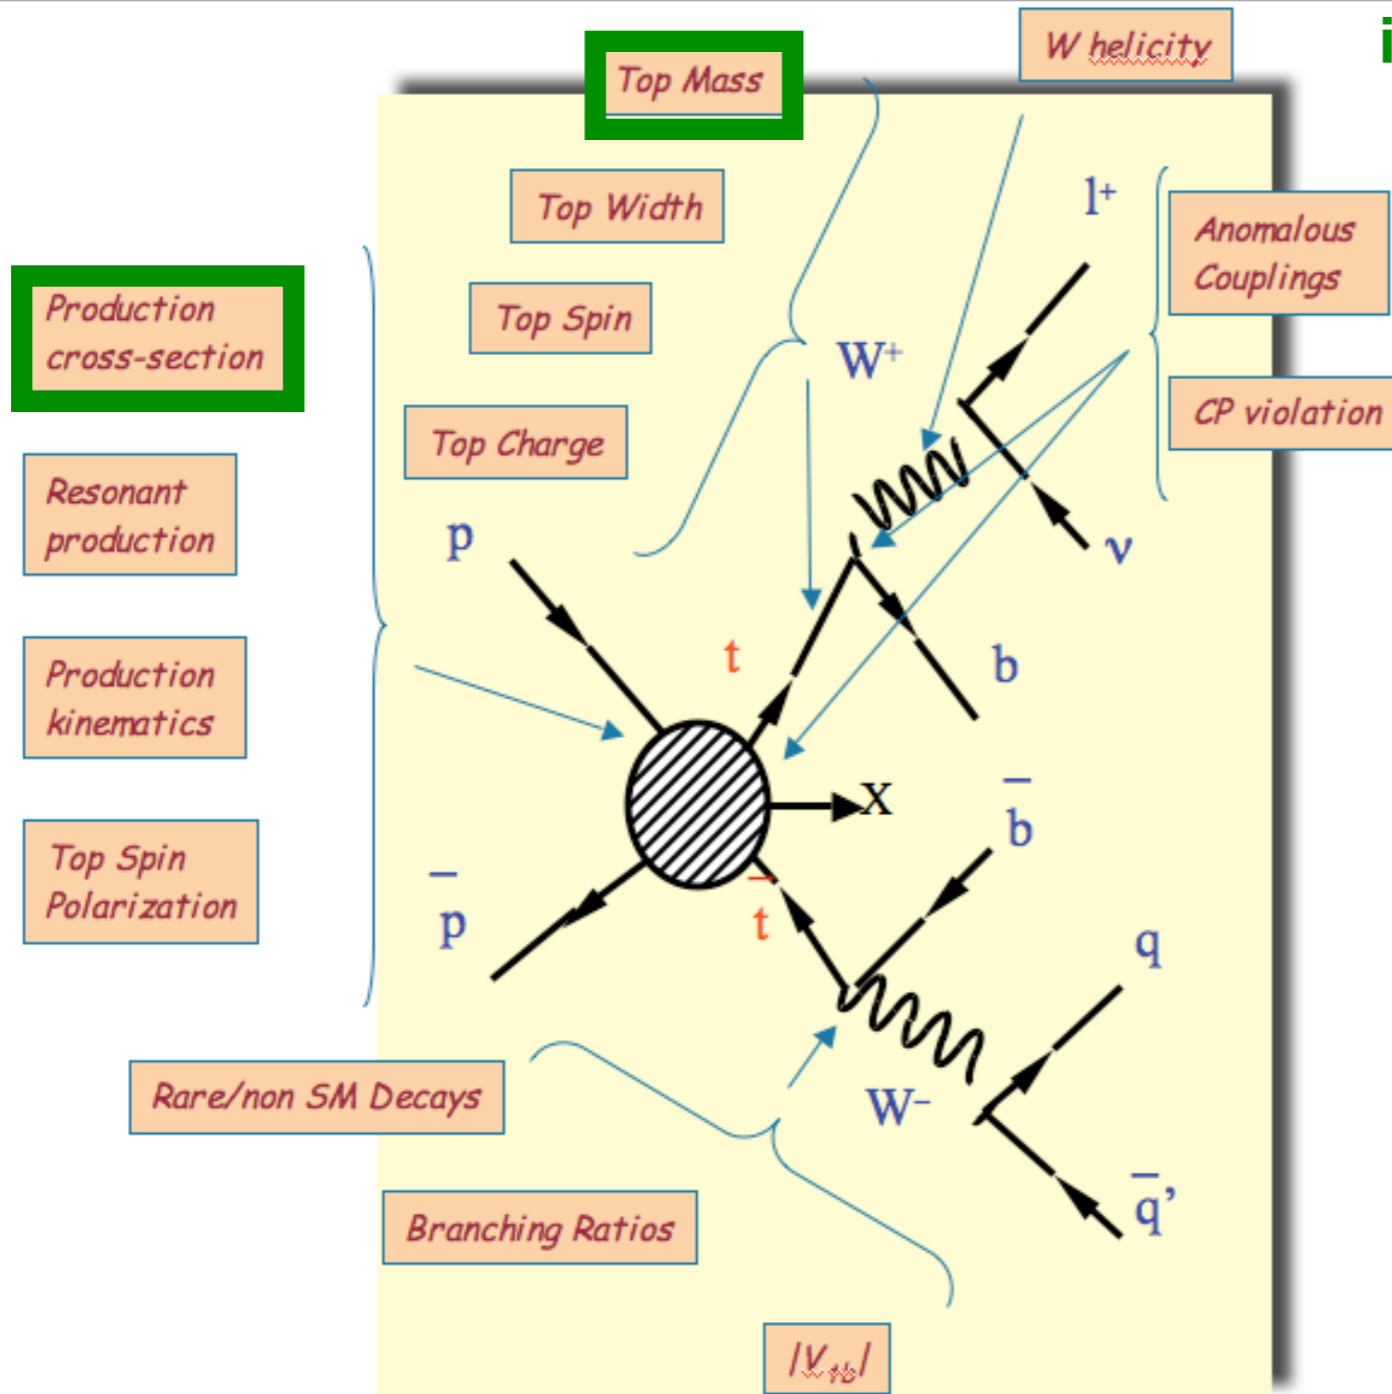 W helicity
i
Top Mass
Top Width
l⁺
Anomalous
Couplings
Production
cross-section
Top Spin
W⁺
CP violation
Top Charge
Resonant
production
p
ν
t
b
Production
kinematics
X
b̅
Top Spin
Polarization
p̅
t̅
q
Rare/non SM Decays
W⁻
q̅’
Branching Ratios
|V_tb|